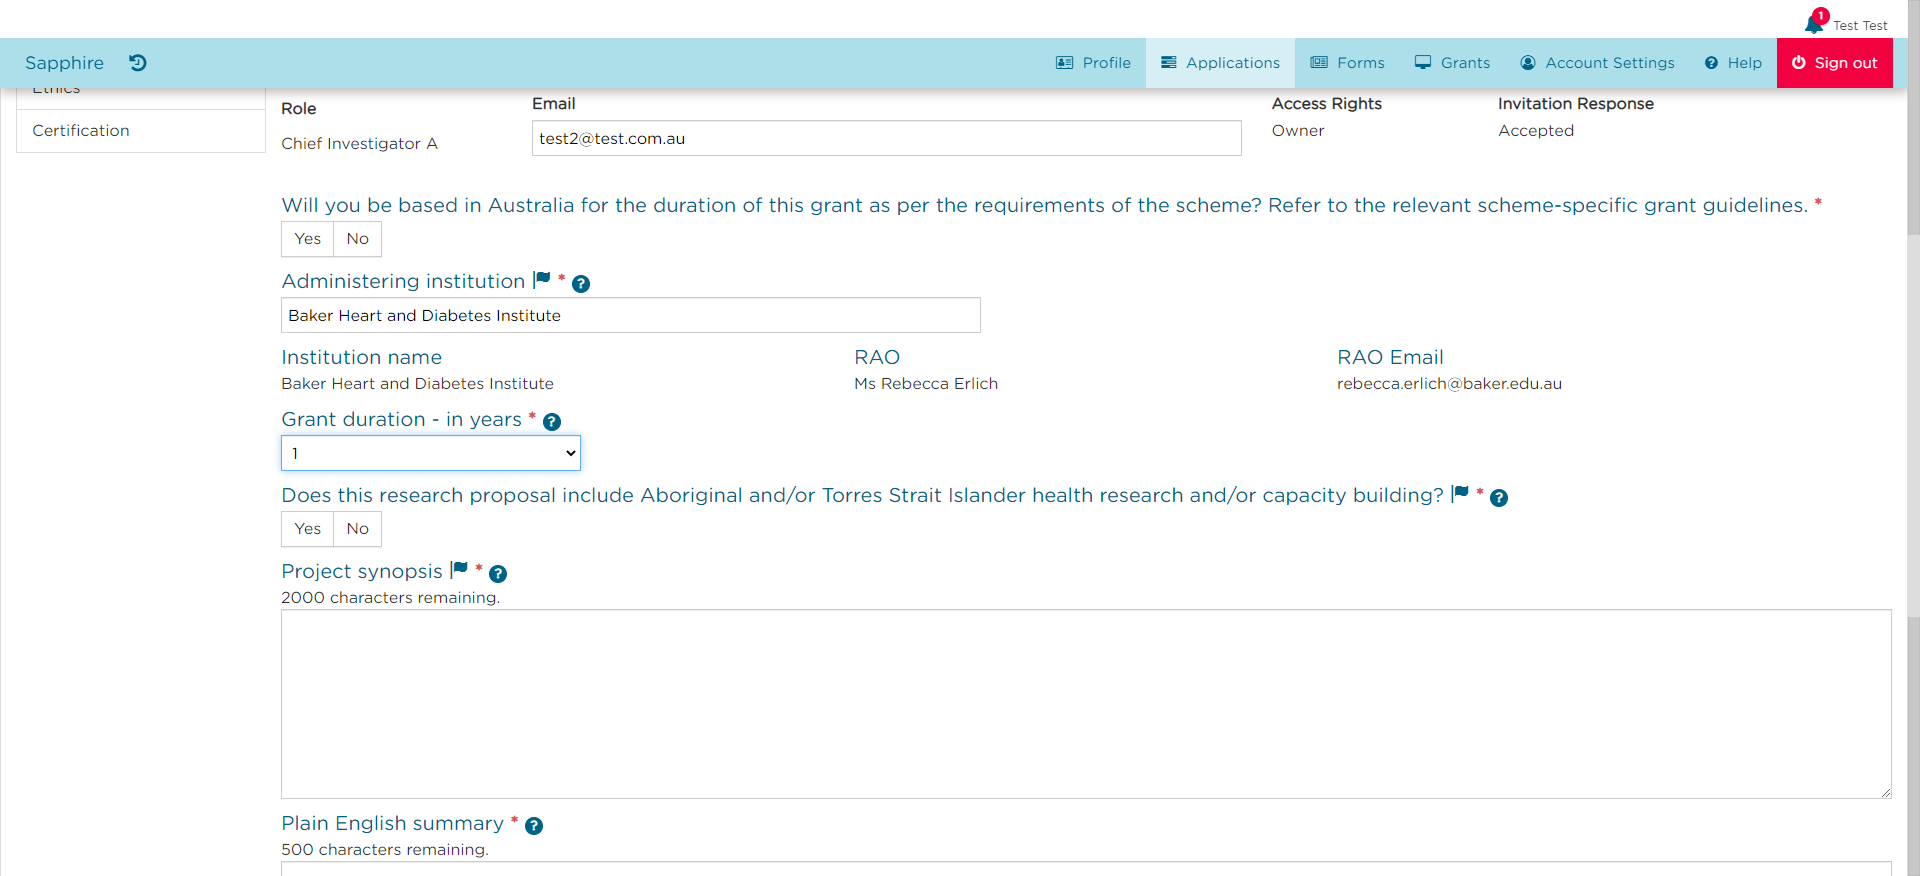 1
Test Test
Sapphire
Profile
Applications
Forms
Grants
Account Settings
Help
Sign out
Ethics
Certification
Role
Email
Access Rights
Invitation Response
Chief Investigator A
test2@test.com.au
Owner
Accepted
Will you be based in Australia for the duration of this grant as per the requirements of the scheme? Refer to the relevant scheme-specific grant guidelines. *
Yes No
Administering institution * ?
Baker Heart and Diabetes Institute
Institution name
RAO
RAO Email
Baker Heart and Diabetes Institute
Ms Rebecca Erlich
rebecca.erlich@baker.edu.au
Grant duration - in years * ?
1
Does this research proposal include Aboriginal and/or Torres Strait Islander health research and/or capacity building? * ?
Yes No
Project synopsis * ?
2000 characters remaining.
Plain English summary * ?
500 characters remaining.